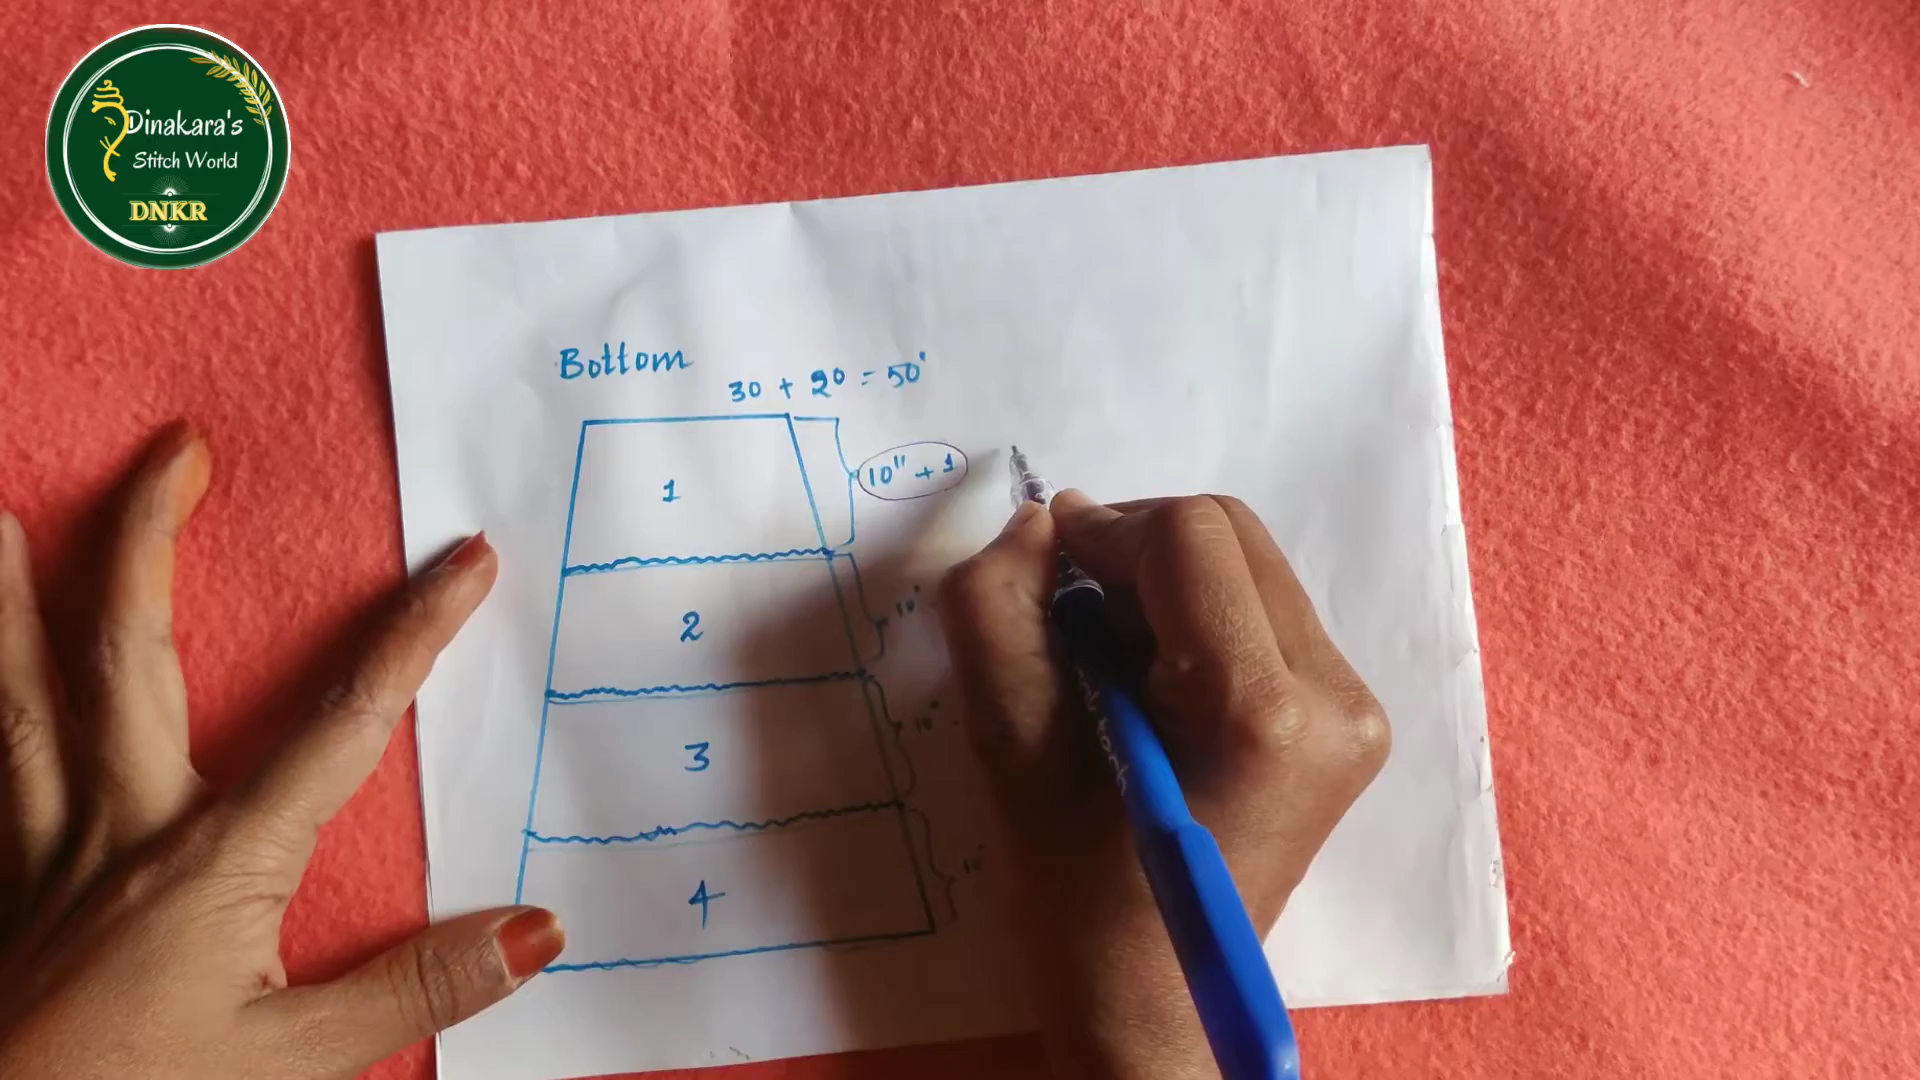 Dinakara's
Stitch World
DNKR
Bottom
30 + 20 = 50"
10" + 1
1
10"
2
10"
3
10"
4